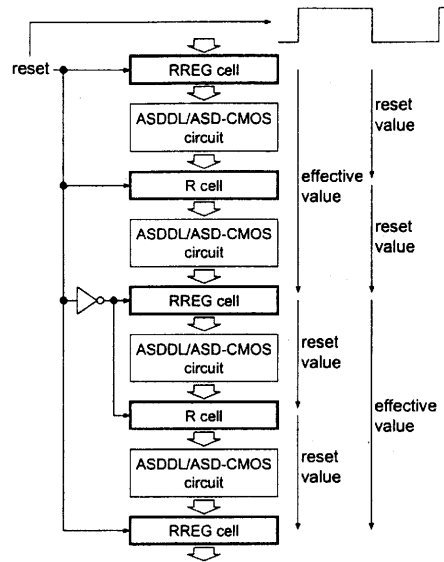 reset
RREG cell
ASDDL/ASD-CMOS
circuit
reset
value
effective
value
R cell
ASDDL/ASD-CMOS
circuit
reset
value
RREG cell
ASDDL/ASD-CMOS
circuit
reset
value
R cell
effective
value
ASDDL/ASD-CMOS
circuit
reset
value
RREG cell